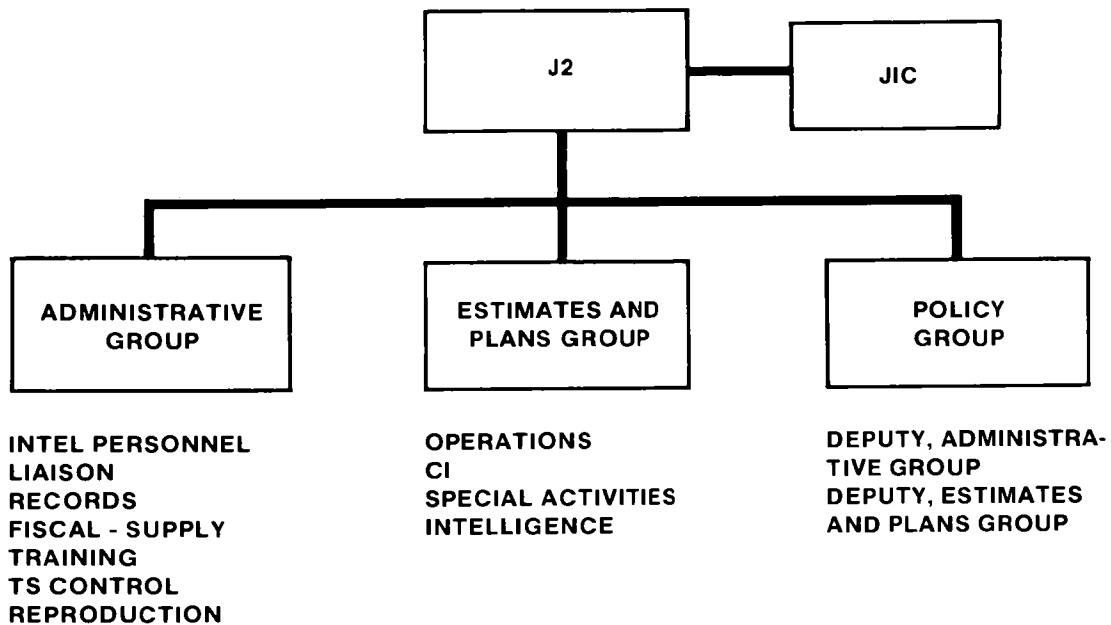 J2
JIC
ADMINISTRATIVE
GROUP
ESTIMATES AND
PLANS GROUP
POLICY
GROUP
INTEL PERSONNEL
LIAISON
RECORDS
FISCAL - SUPPLY
TRAINING
TS CONTROL
REPRODUCTION
OPERATIONS
CI
SPECIAL ACTIVITIES
INTELLIGENCE
DEPUTY, ADMINISTRA-
TIVE GROUP
DEPUTY, ESTIMATES
AND PLANS GROUP